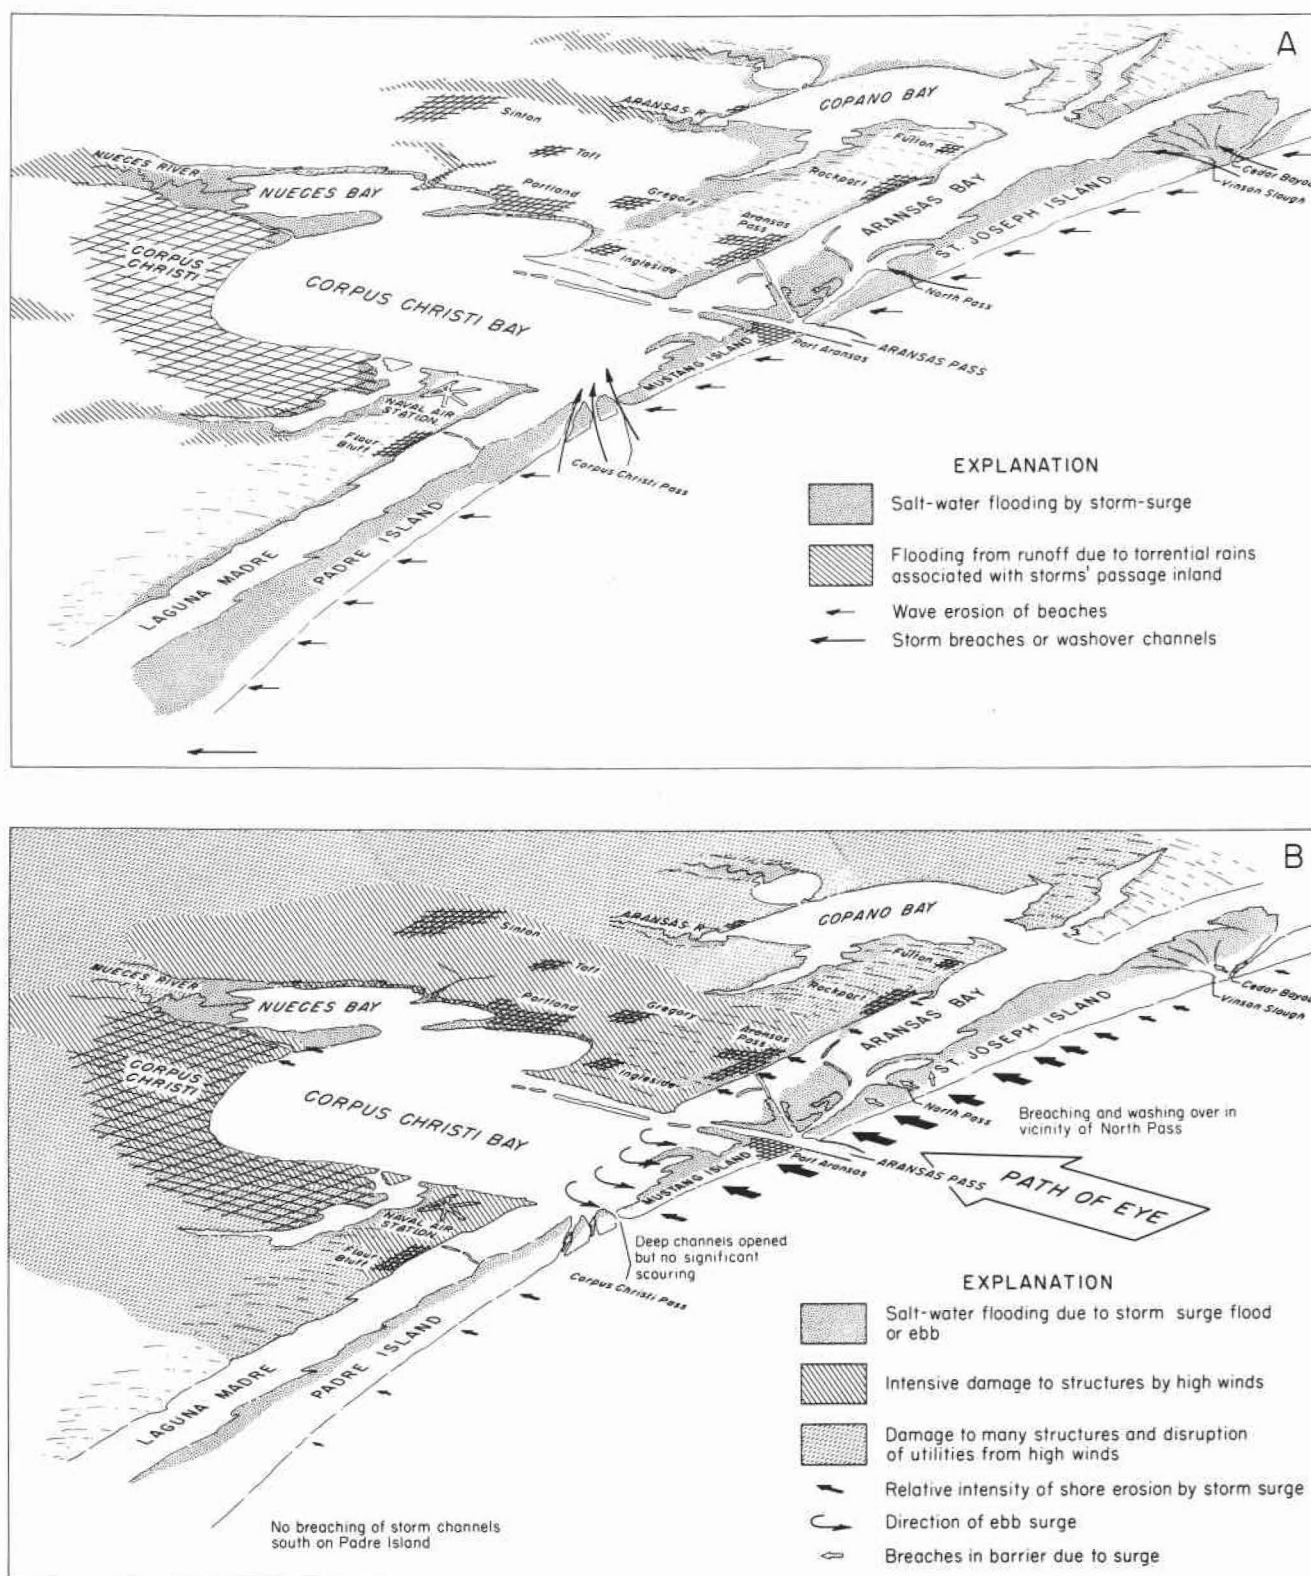 A
COPANO BAY
ARANSAS R
Sinton
Taft
Fulton
NUECES RIVER
NUECES BAY
Portland
Gregory
Rockport
ARANSAS BAY
Cedar Bayou
Vinson Slough
Aransas
Pass
ST. JOSEPH ISLAND
CORPUS
CHRISTI
Ingleside
CORPUS CHRISTI BAY
North Pass
Port Aransas
ARANSAS PASS
MUSTANG ISLAND
NAVAL AIR
STATION
Flour
Bluff
Corpus Christi Pass
PADRE ISLAND
LAGUNA MADRE
EXPLANATION
Salt-water flooding by storm-surge
Flooding from runoff due to torrential rains
associated with storms' passage inland
Wave erosion of beaches
Storm breaches or washover channels
B
COPANO BAY
ARANSAS R
Sinton
Taft
Fulton
NUECES RIVER
NUECES BAY
Portland
Gregory
Rockport
ARANSAS BAY
Cedar Bayou
Vinson Slough
Aransas
Pass
ST. JOSEPH ISLAND
CORPUS
CHRISTI
Ingleside
CORPUS CHRISTI BAY
North Pass
Breaching and washing over in
vicinity of North Pass
Port Aransas
ARANSAS PASS
PATH OF EYE
MUSTANG ISLAND
NAVAL AIR
STATION
Flour
Bluff
Deep channels opened
but no significant
scouring
Corpus Christi Pass
PADRE ISLAND
LAGUNA MADRE
No breaching of storm channels
south on Padre Island
EXPLANATION
Salt-water flooding due to storm surge flood
or ebb
Intensive damage to structures by high winds
Damage to many structures and disruption
of utilities from high winds
Relative intensity of shore erosion by storm surge
Direction of ebb surge
Breaches in barrier due to surge